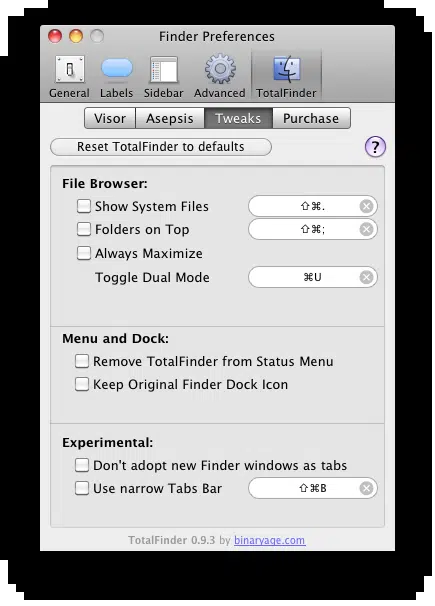 Finder Preferences
General Labels Sidebar Advanced TotalFinder
Visor Asepsis Tweaks Purchase
Reset TotalFinder to defaults ?
File Browser:
Show System Files ⇧⌘.
Folders on Top ⇧⌘;
Always Maximize
Toggle Dual Mode ⌘U
Menu and Dock:
Remove TotalFinder from Status Menu
Keep Original Finder Dock Icon
Experimental:
Don't adopt new Finder windows as tabs
Use narrow Tabs Bar ⇧⌘B
TotalFinder 0.9.3 by binaryage.com